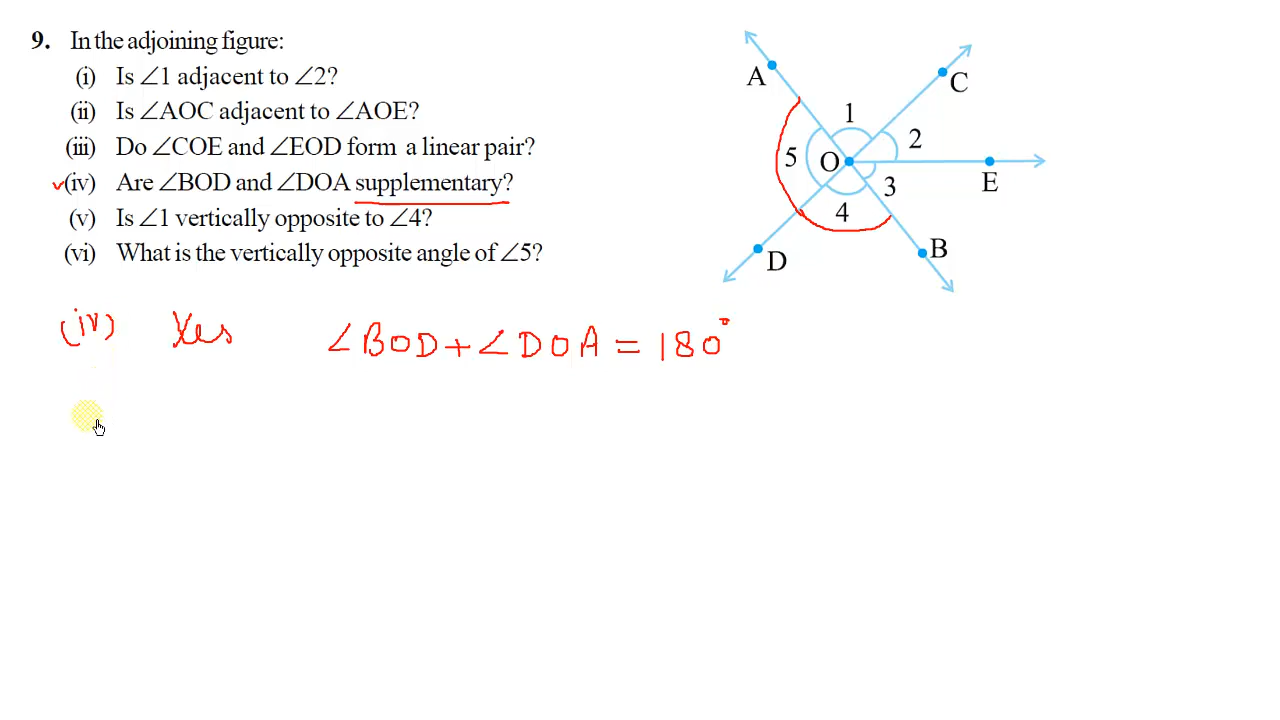 9. In the adjoining figure:
(i) Is ∠1 adjacent to ∠2?
(ii) Is ∠AOC adjacent to ∠AOE?
(iii) Do ∠COE and ∠EOD form a linear pair?
(iv) Are ∠BOD and ∠DOA supplementary?
(v) Is ∠1 vertically opposite to ∠4?
(vi) What is the vertically opposite angle of ∠5?
A
C
1
2
5
O
3
E
4
B
D
(iv) Yes ∠BOD+∠DOA=180°